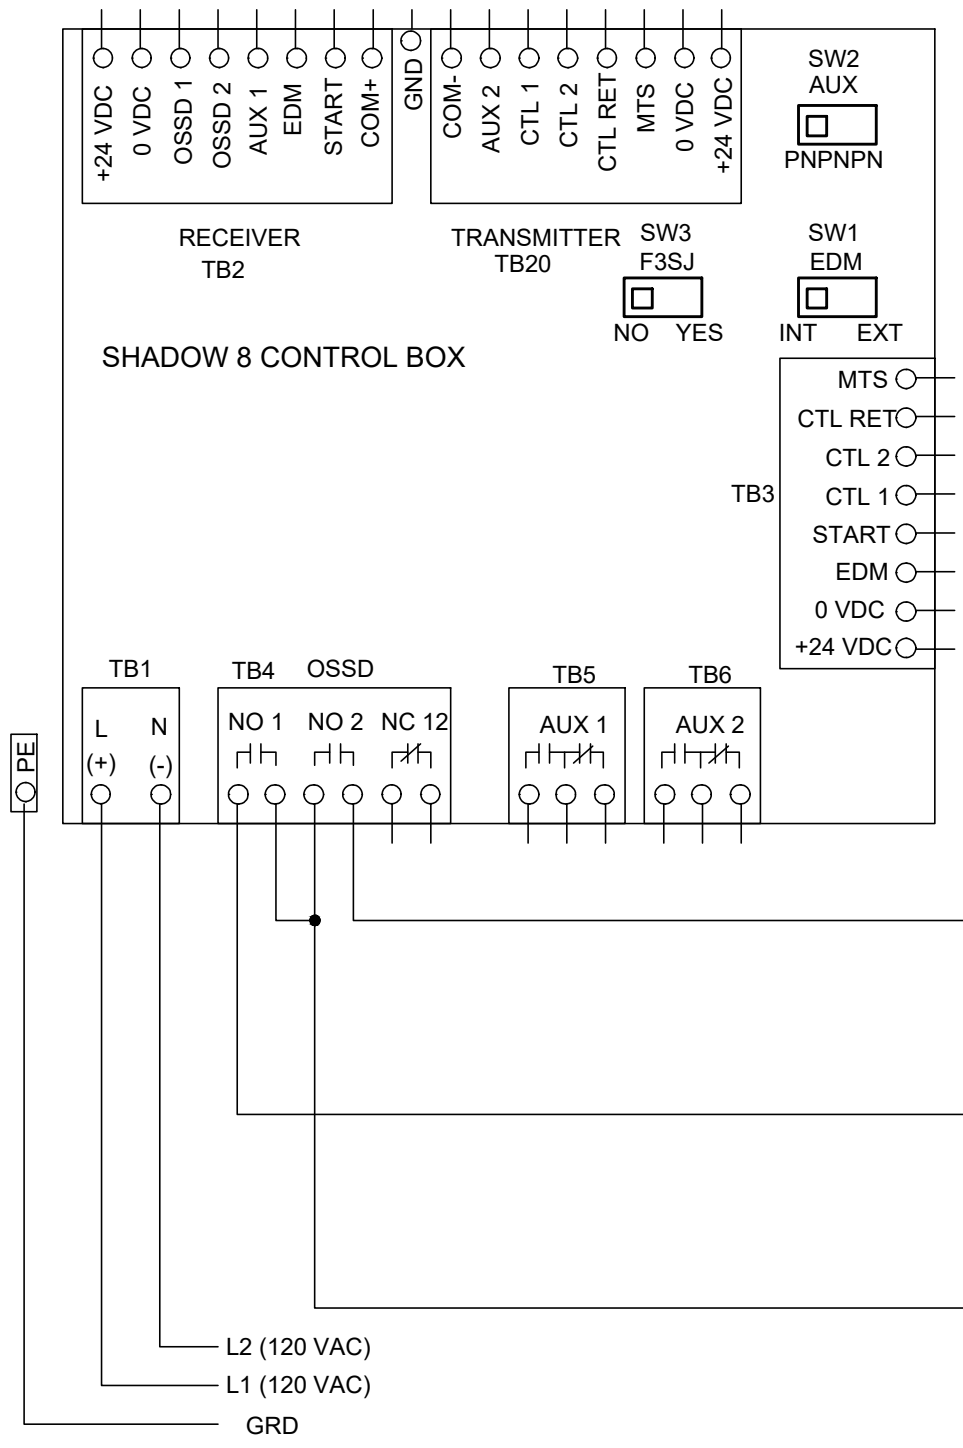 +24 VDC
0 VDC
OSSD 1
OSSD 2
AUX 1
EDM
START
COM+
GND
COM-
AUX 2
CTL 1
CTL 2
CTL RET
MTS
0 VDC
+24 VDC
SW2
AUX
PNPNPN
RECEIVER
TB2
TRANSMITTER
TB20
SW3
F3SJ
NO YES
SW1
EDM
INT EXT
SHADOW 8 CONTROL BOX
TB3
MTS
CTL RET
CTL 2
CTL 1
START
EDM
0 VDC
+24 VDC
TB1
L N
(+) (-)
TB4 OSSD
NO 1 NO 2 NC 12
TB5
AUX 1
TB6
AUX 2
PE
L2 (120 VAC)
L1 (120 VAC)
GRD